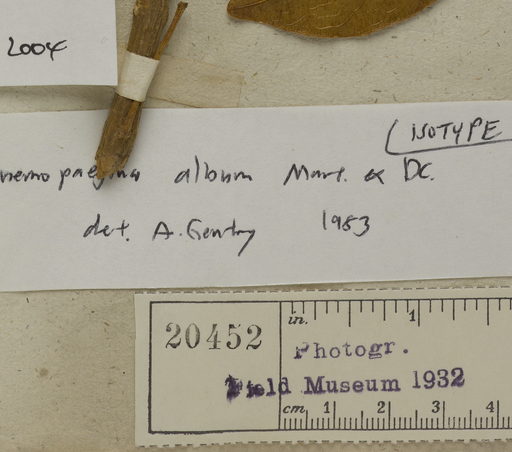 2004
(ISOTYPE
album Mart. & DC.
det. A. Gentry 1983
20452
in. 1
Photogr.
Field Museum 1932
cm. 1 2 3 4